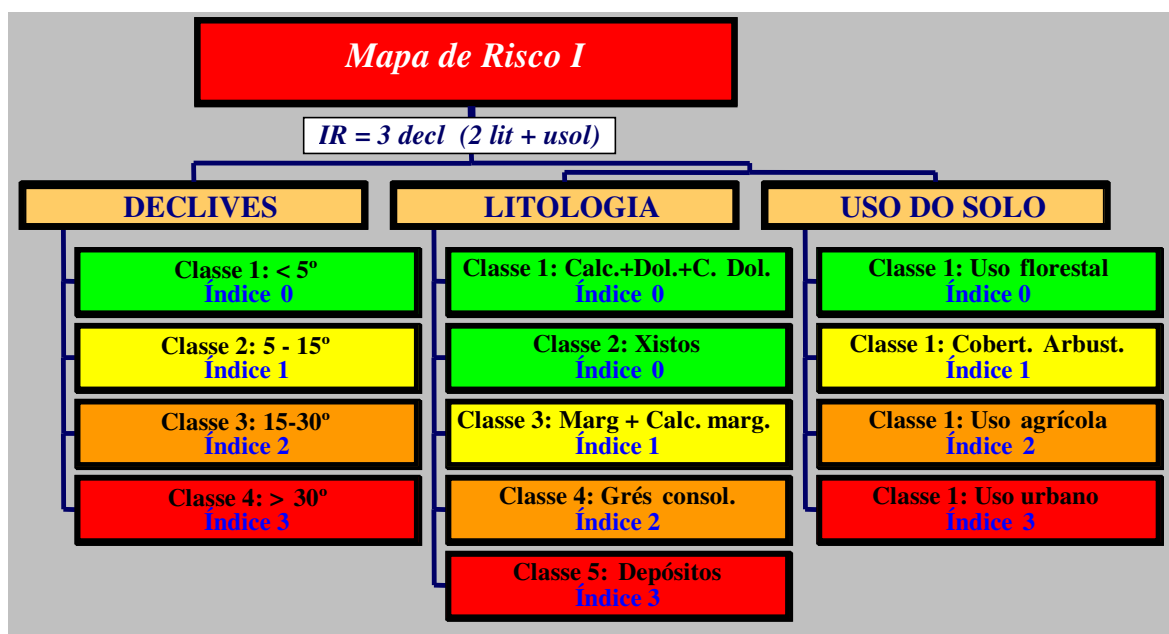 Mapa de Risco I
IR = 3 decl (2 lit + usol)
DECLIVES
Classe 1: < 5º
Índice 0
Classe 2: 5 - 15º
Índice 1
Classe 3: 15-30º
Índice 2
Classe 4: > 30º
Índice 3
LITOLOGIA
Classe 1: Calc.+Dol.+C. Dol.
Índice 0
Classe 2: Xistos
Índice 0
Classe 3: Marg + Calc. marg.
Índice 1
Classe 4: Grés consol.
Índice 2
Classe 5: Depósitos
Índice 3
USO DO SOLO
Classe 1: Uso florestal
Índice 0
Classe 1: Cobert. Arbust.
Índice 1
Classe 1: Uso agrícola
Índice 2
Classe 1: Uso urbano
Índice 3